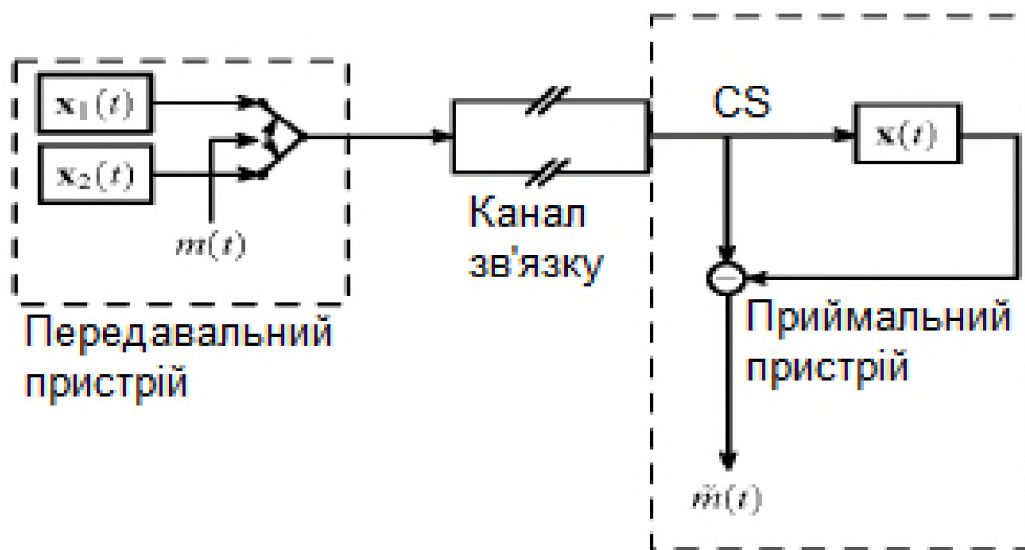 x₁(t)
x₂(t)
m(t)
Передавальний
пристрій
Канал
зв'язку
CS
x(t)
Приймальний
пристрій
m̃(t)